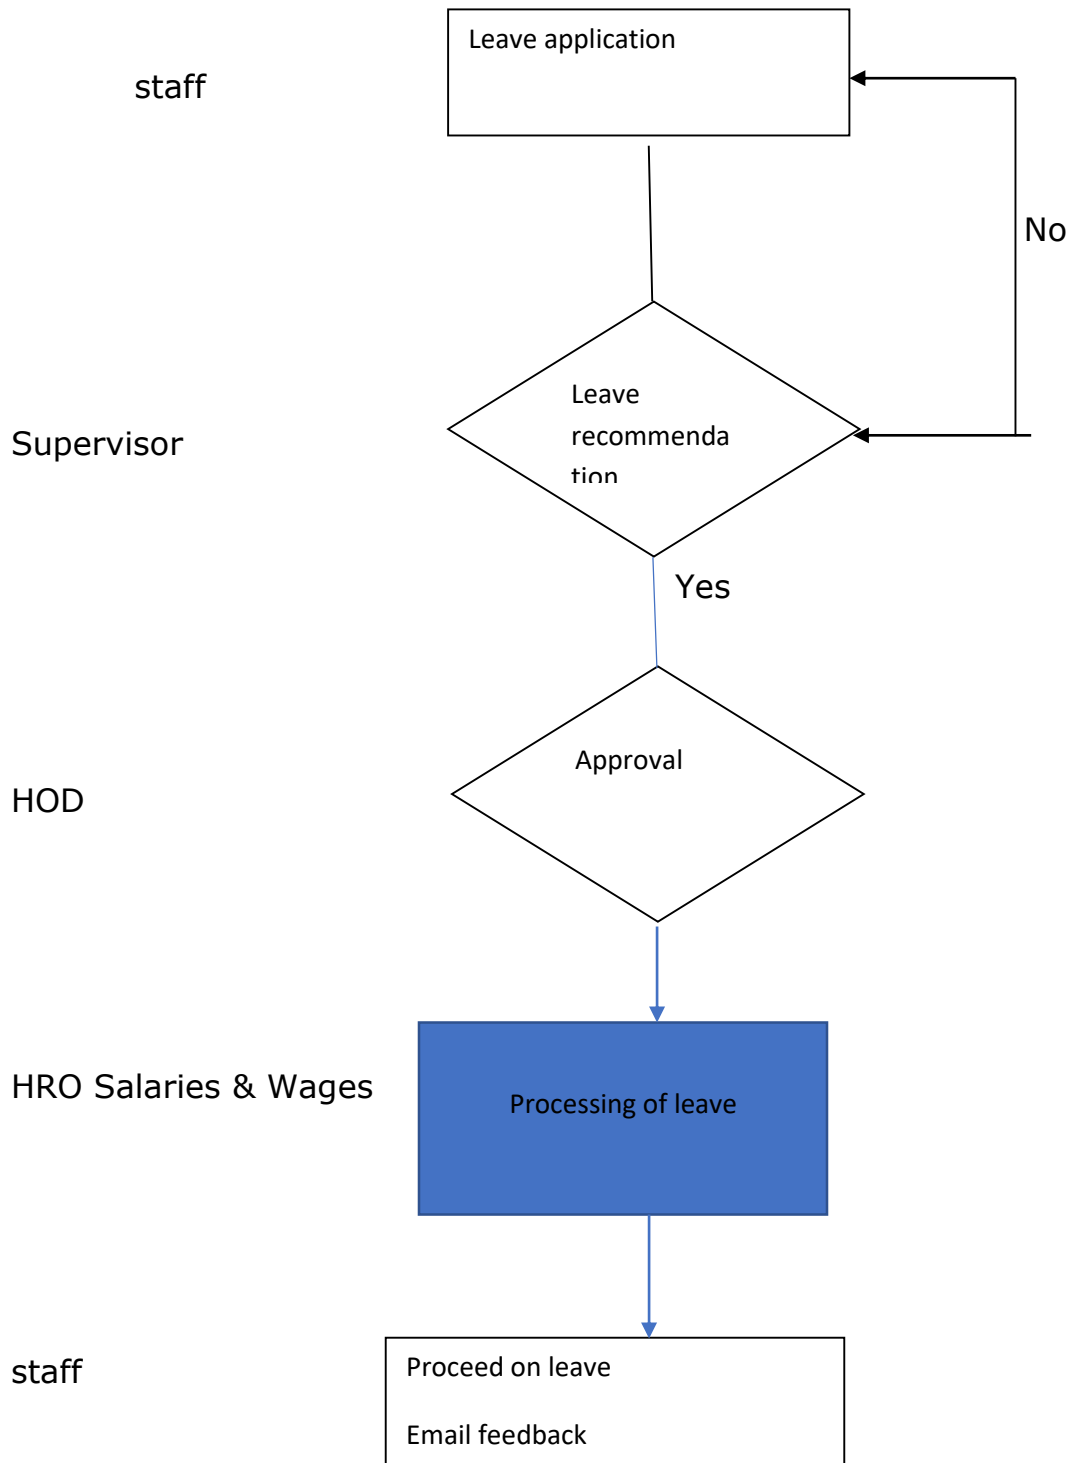 Leave application
staff
No
Leave
recommenda
tion
Supervisor
Yes
Approval
HOD
HRO Salaries & Wages
Processing of leave
staff
Proceed on leave
Email feedback